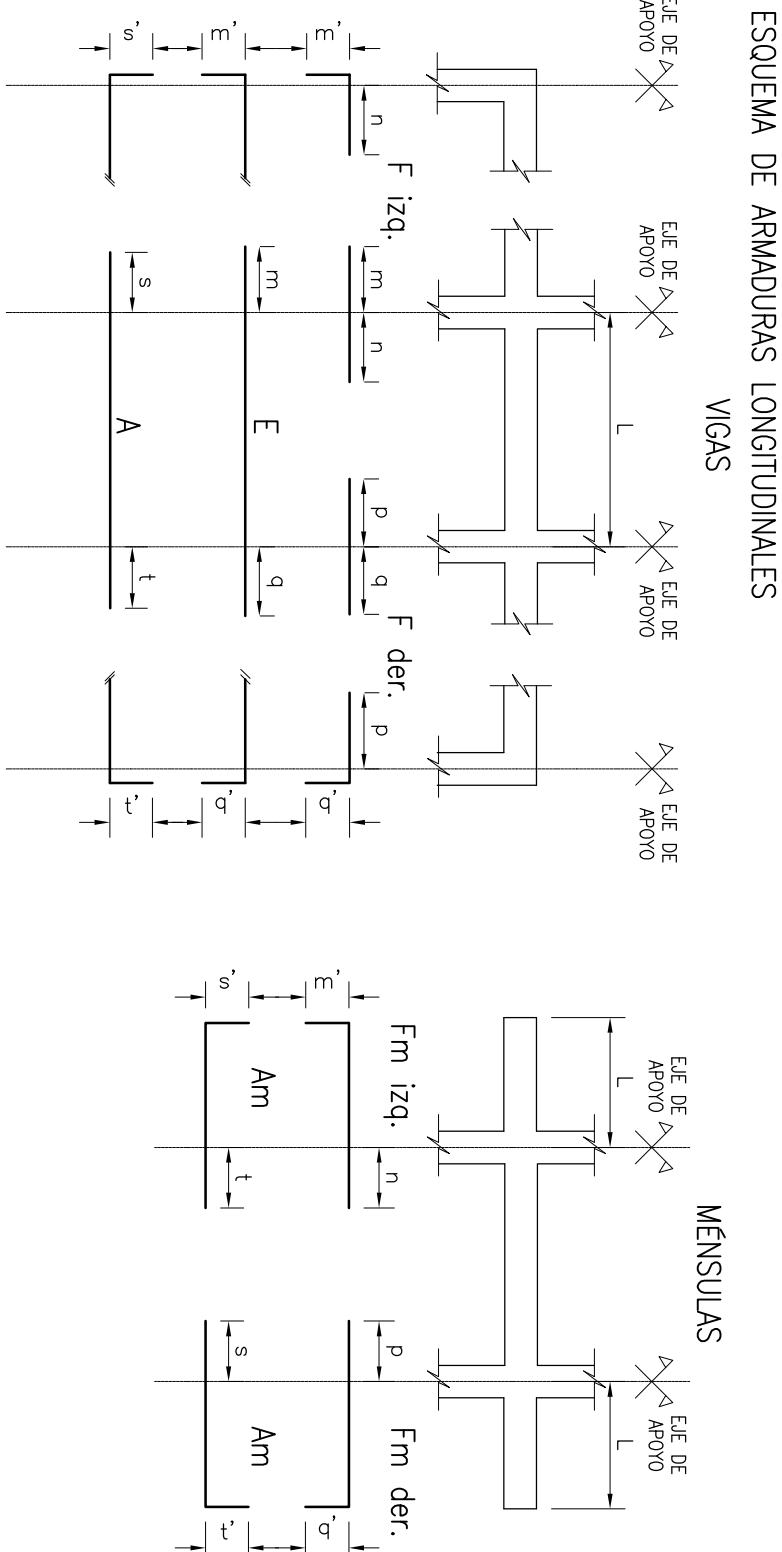 ESQUEMA DE ARMADURAS LONGITUDINALES
VIGAS
EJE DE
APOYO
EJE DE
APOYO
EJE DE
APOYO
EJE DE
APOYO
L
F izq.
F der.
m'
n
m
n
p
q
p
q'
m'
m
E
q
q'
s'
s
A
t
t'
MÉNSULAS
EJE DE
APOYO
EJE DE
APOYO
L
L
Fm izq.
Fm der.
m'
n
p
q'
Am
Am
s'
t
s
t'